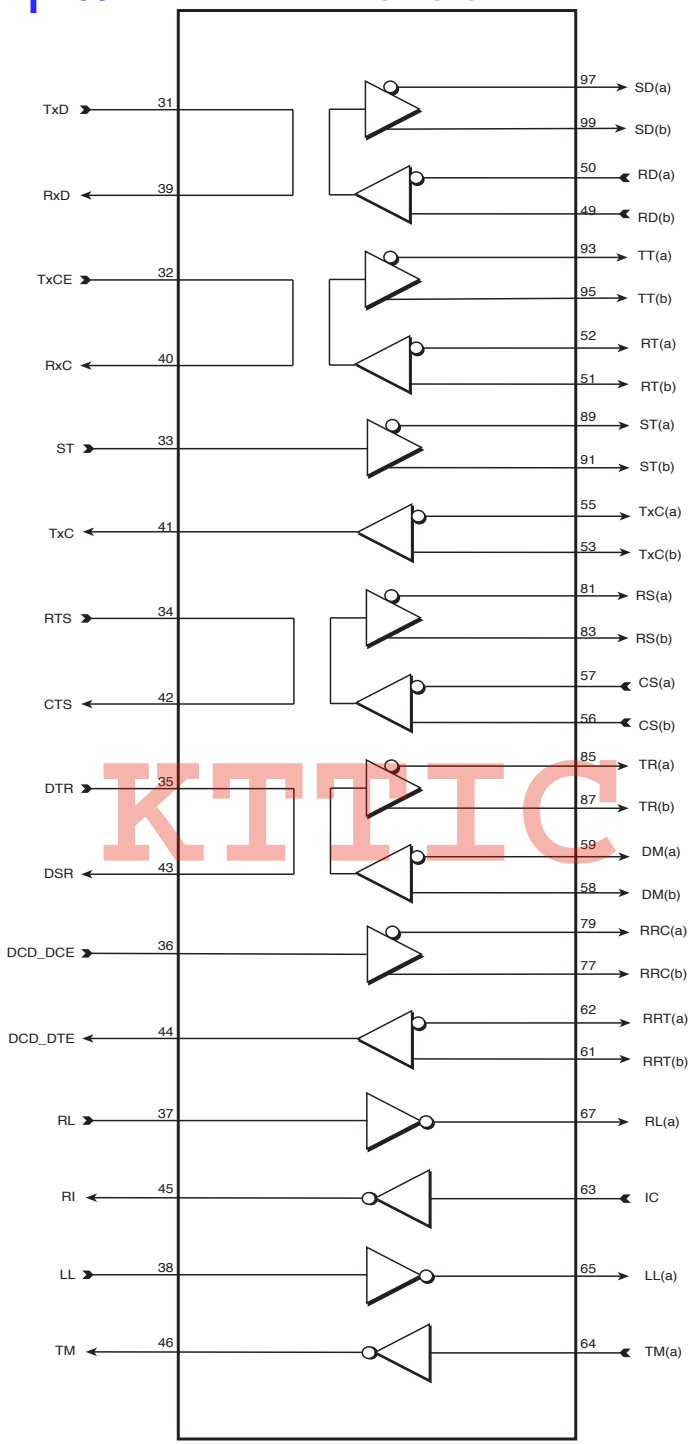 97 SD(a)
TxD 31
99 SD(b)
50 RD(a)
RxD 39
49 RD(b)
93 TT(a)
TxCE 32
95 TT(b)
52 RT(a)
RxC 40
51 RT(b)
89 ST(a)
ST 33
91 ST(b)
55 TxC(a)
TxC 41
53 TxC(b)
81 RS(a)
RTS 34
83 RS(b)
57 CS(a)
CTS 42
56 CS(b)
85 TR(a)
DTR 35
87 TR(b)
KTTIC
59 DM(a)
DSR 43
58 DM(b)
79 RRC(a)
DCD_DCE 36
77 RRC(b)
62 RRT(a)
DCD_DTE 44
61 RRT(b)
RL 37 67 RL(a)
RI 45 63 IC
LL 38 65 LL(a)
TM 46 64 TM(a)